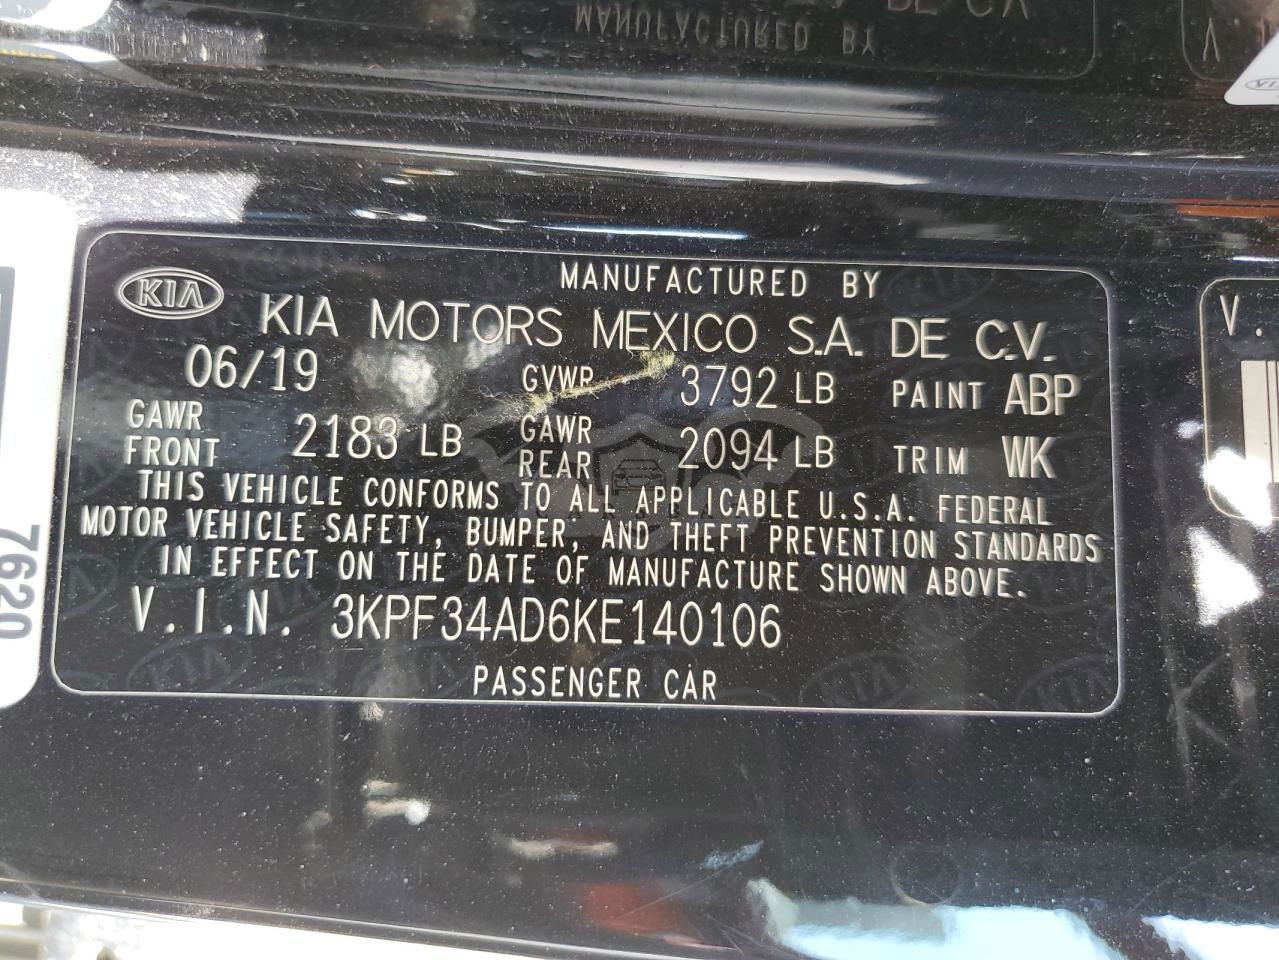 MANUFACTURED BY
KIA
MANUFACTURED BY
KIA MOTORS MEXICO S.A. DE C.V.
06/19 GVWR 3792 LB PAINT ABP
GAWR FRONT 2183 LB GAWR REAR 2094 LB TRIM WK
THIS VEHICLE CONFORMS TO ALL APPLICABLE U.S.A. FEDERAL
MOTOR VEHICLE SAFETY, BUMPER, AND THEFT PREVENTION STANDARDS
IN EFFECT ON THE DATE OF MANUFACTURE SHOWN ABOVE.
V.I.N. 3KPF34AD6KE140106
PASSENGER CAR
7620
V.